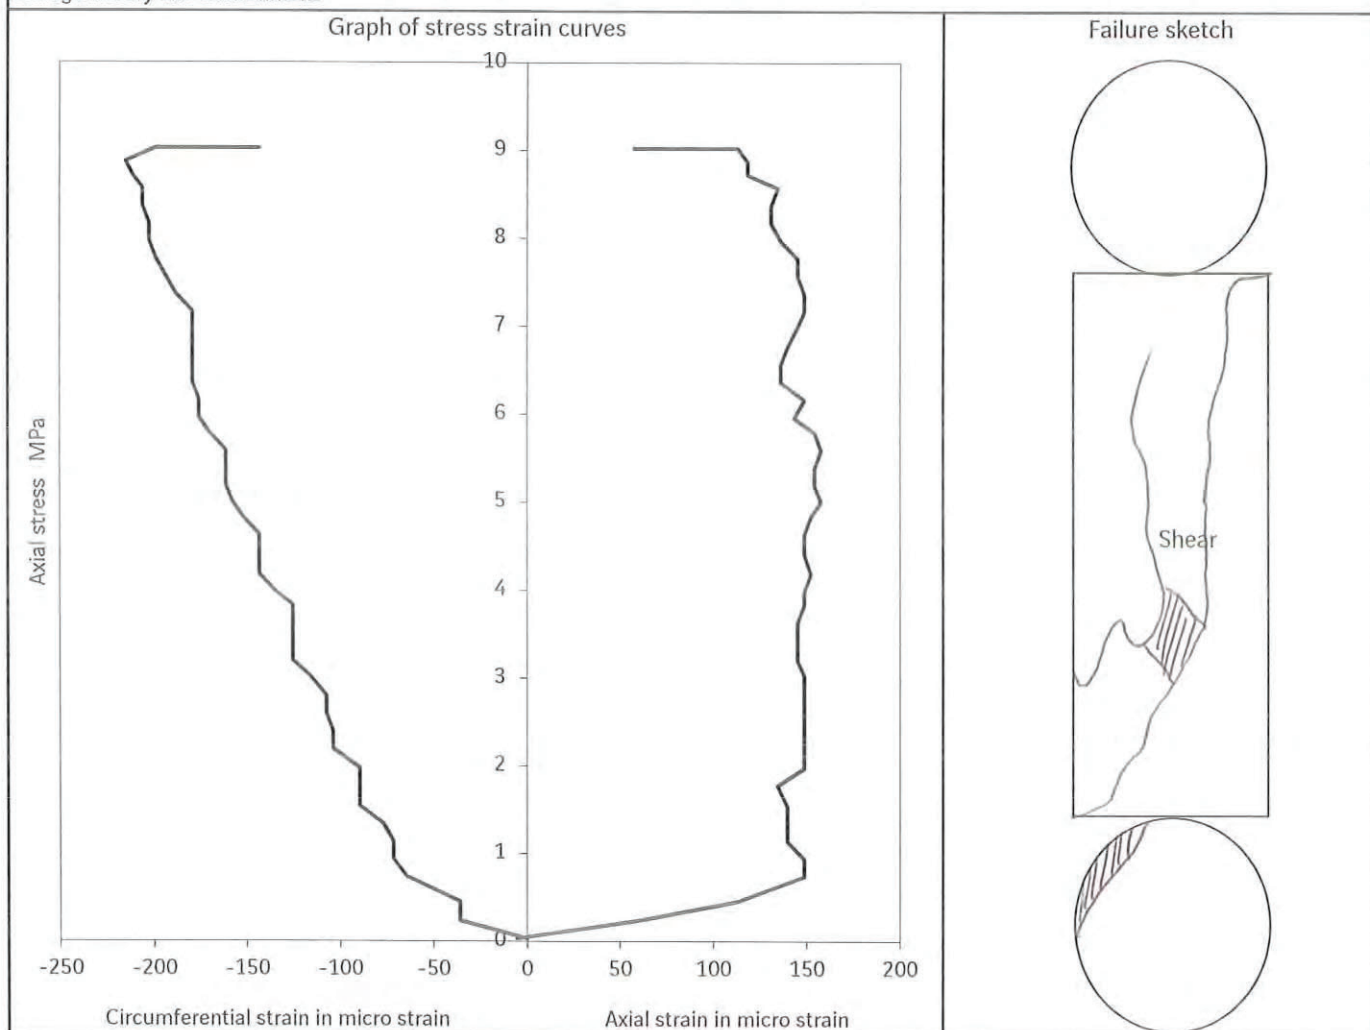 Graph of stress strain curves
Failure sketch
10
9
8
7
6
5
4
3
2
1
0
Axial stress MPa
-250 -200 -150 -100 -50 0 50 100 150 200
Circumferential strain in micro strain
Axial strain in micro strain
Shear